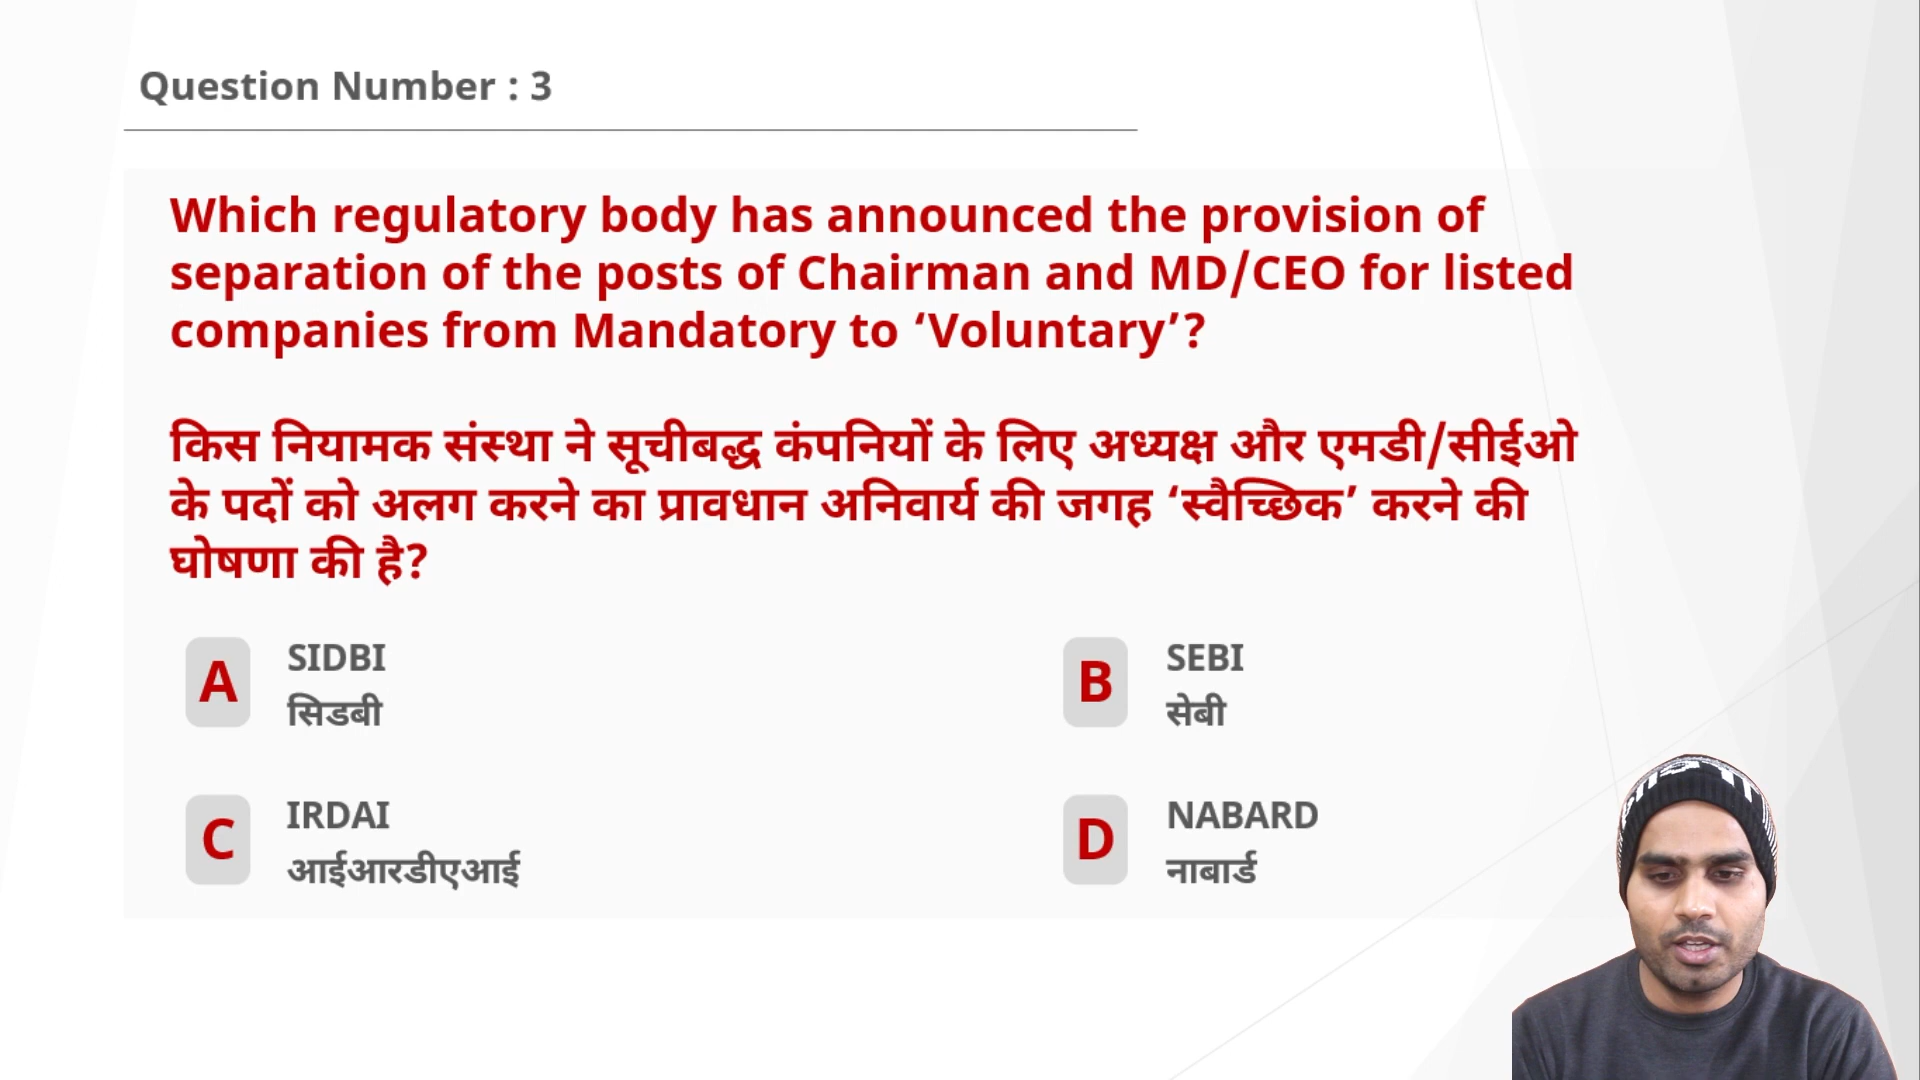 Question Number : 3
Which regulatory body has announced the provision of
separation of the posts of Chairman and MD/CEO for listed
companies from Mandatory to ‘Voluntary’?
किस नियामक संस्था ने सूचीबद्ध कंपनियों के लिए अध्यक्ष और एमडी/सीईओ
के पदों को अलग करने का प्रावधान अनिवार्य की जगह ‘स्वैच्छिक’ करने की
घोषणा की है?
A
SIDBI
सिडबी
B
SEBI
सेबी
C
IRDAI
आईआरडीएआई
D
NABARD
नाबार्ड